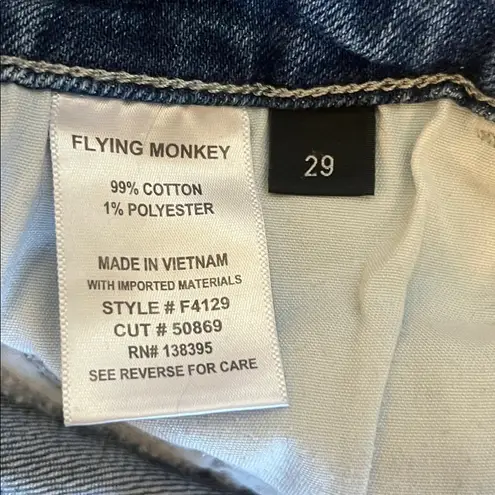 FLYING MONKEY
99% COTTON
1% POLYESTER
MADE IN VIETNAM
WITH IMPORTED MATERIALS
STYLE # F4129
CUT # 50869
RN# 138395
SEE REVERSE FOR CARE
29